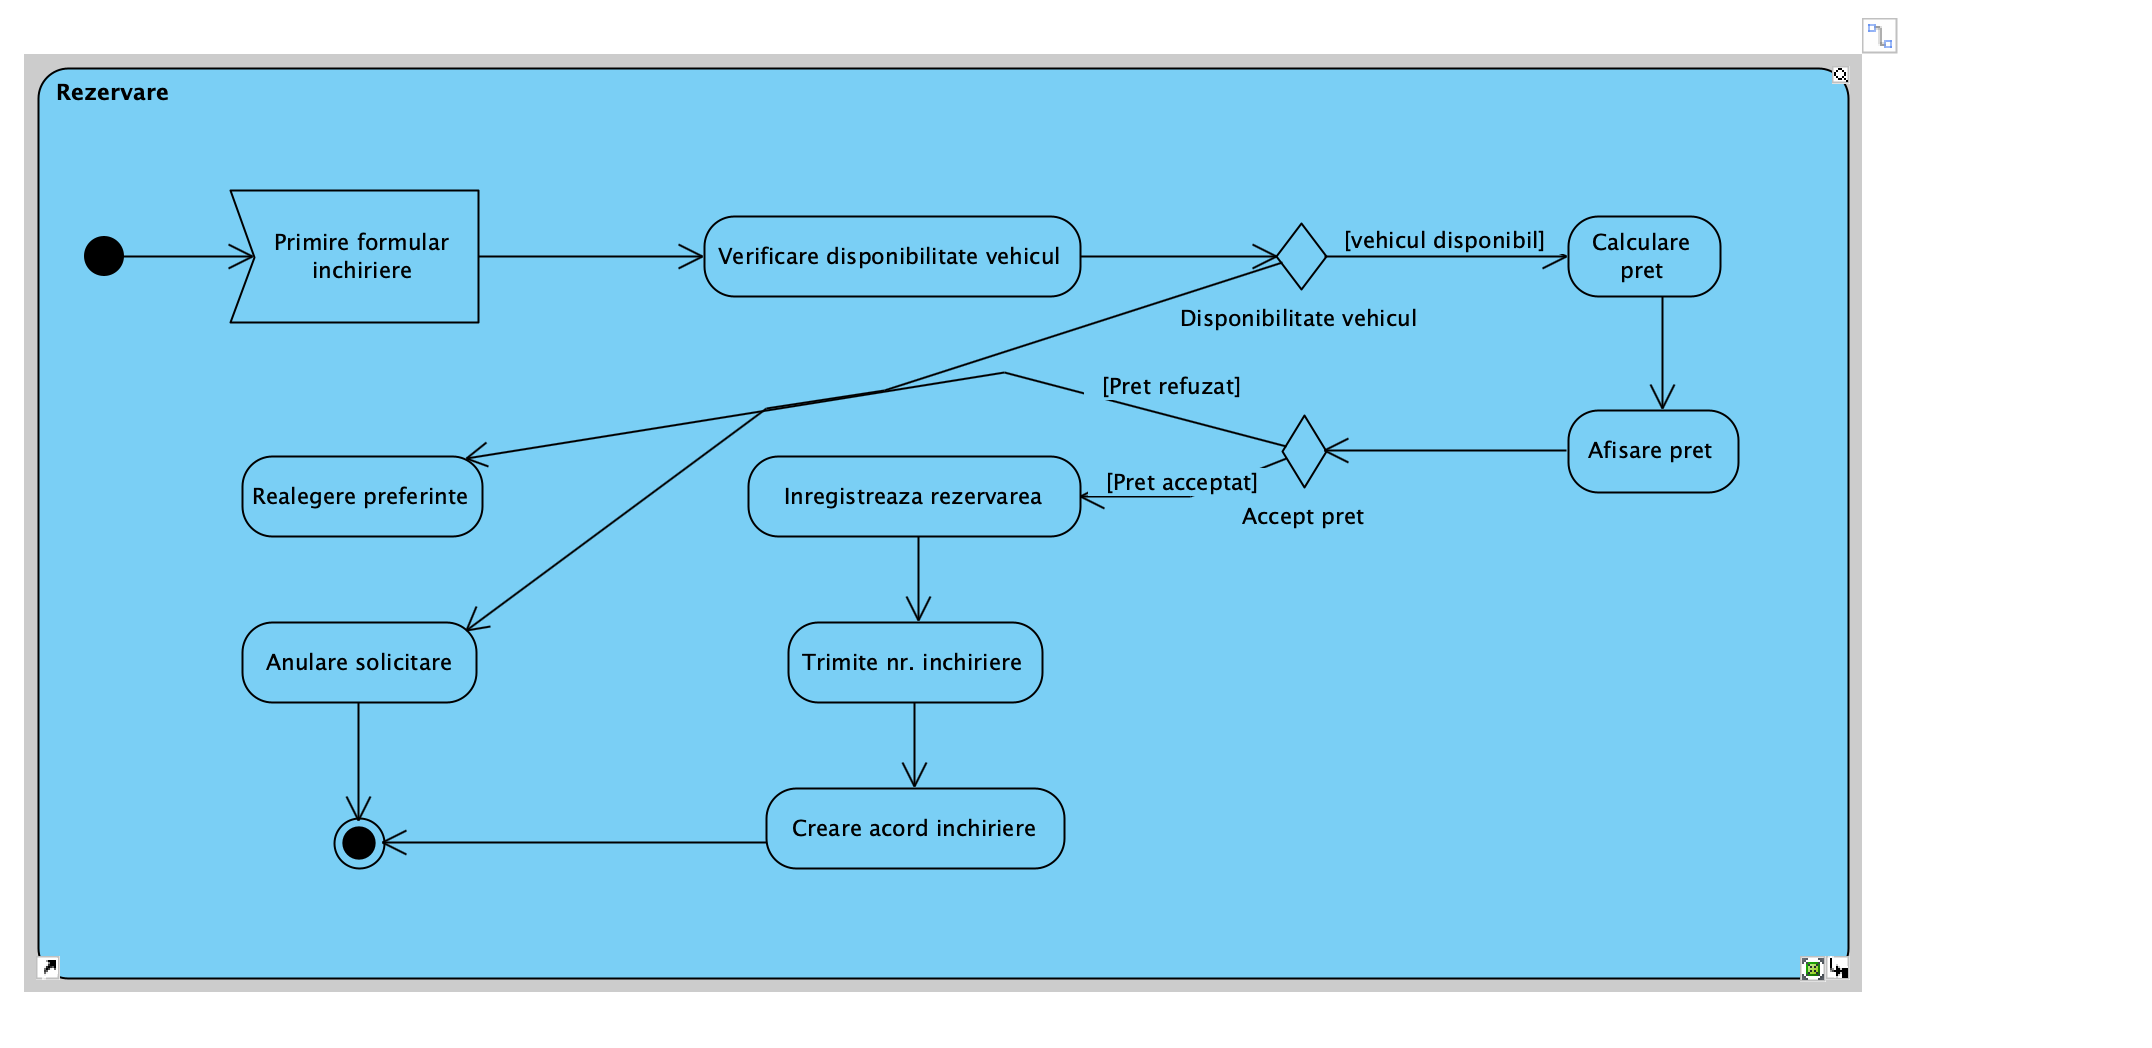 Rezervare
Primire formular
inchiriere
Verificare disponibilitate vehicul
[vehicul disponibil]
Calculare
pret
Disponibilitate vehicul
[Pret refuzat]
Afisare pret
Realegere preferinte
Inregistreaza rezervarea
[Pret acceptat]
Accept pret
Anulare solicitare
Trimite nr. inchiriere
Creare acord inchiriere